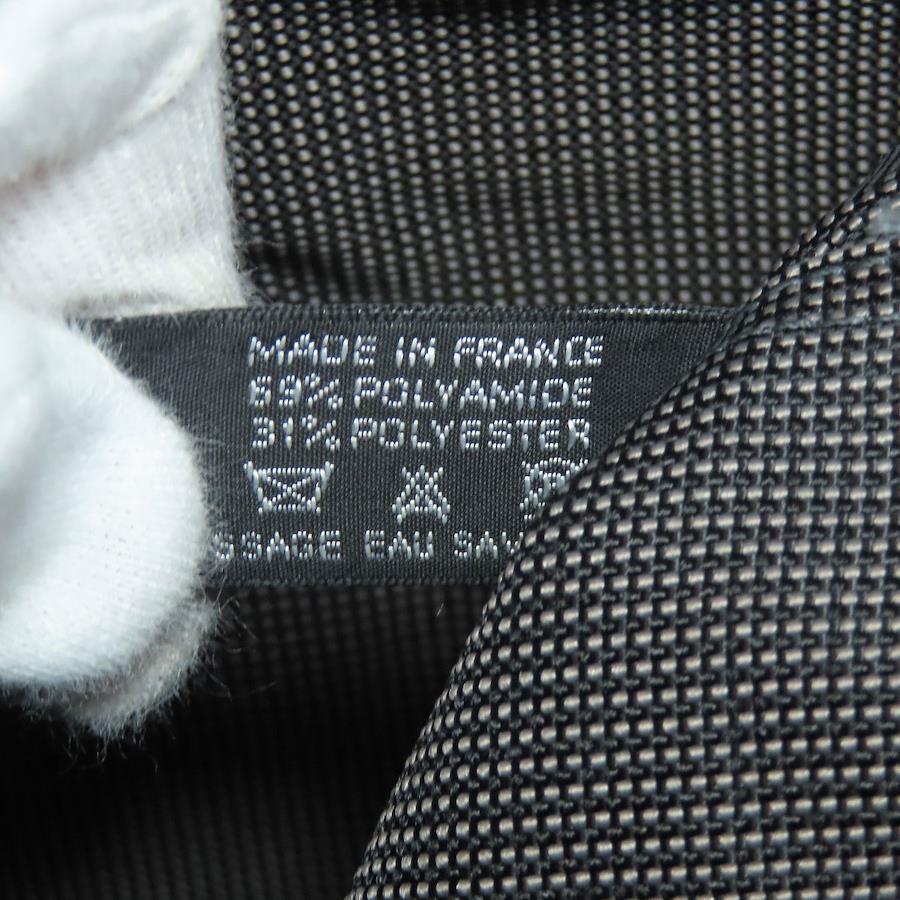 MADE IN FRANCE
69% POLYAMIDE
31% POLYESTER
SSAGE EAU SAV